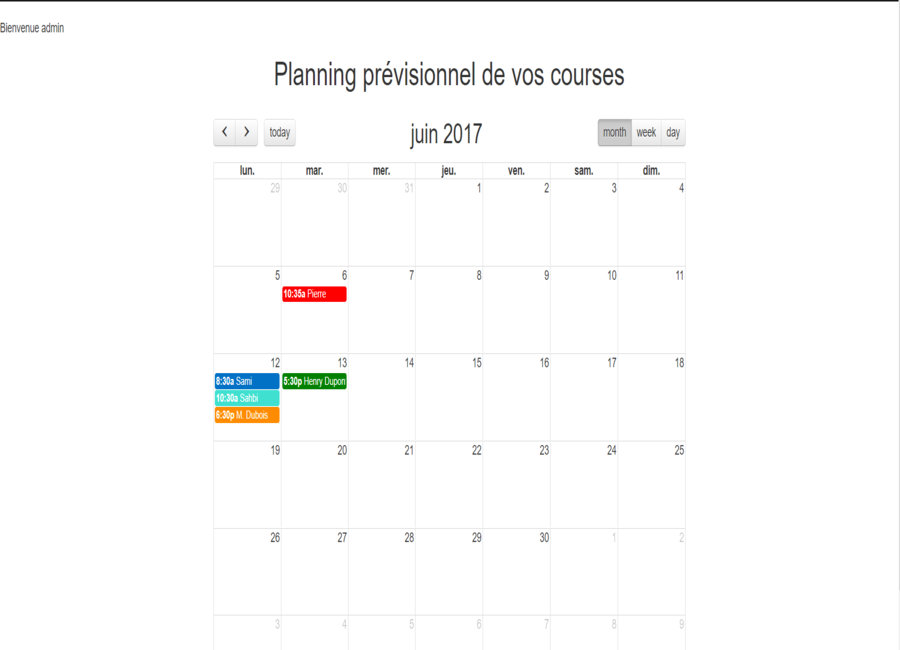 Bienvenue admin
Planning prévisionnel de vos courses
today juin 2017 month week day
lun. mar. mer. jeu. ven. sam. dim.
29 30 31 1 2 3 4
5 6 7 8 9 10 11
10:35a Pierre
12 13 14 15 16 17 18
8:30a Sami 5:30p Henry Dupon
10:30a Sahbi
6:30p M. Dubois
19 20 21 22 23 24 25
26 27 28 29 30 1 2
3 4 5 6 7 8 9